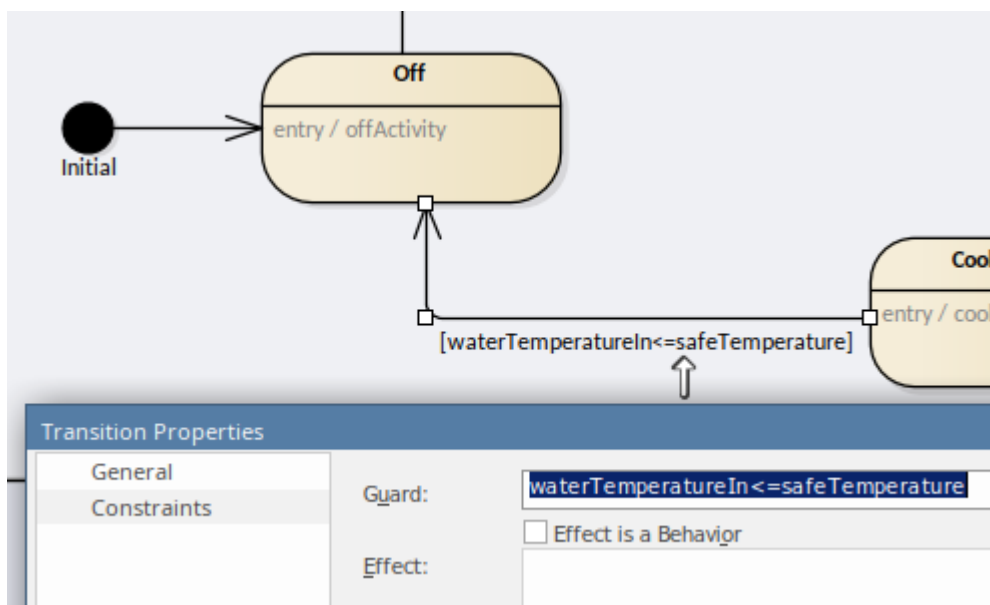 Off
entry / offActivity
Initial
Cool
entry / cool
[waterTemperatureIn<=safeTemperature]
Transition Properties
General
Constraints
Guard:
waterTemperatureIn<=safeTemperature
Effect is a Behavior
Effect: